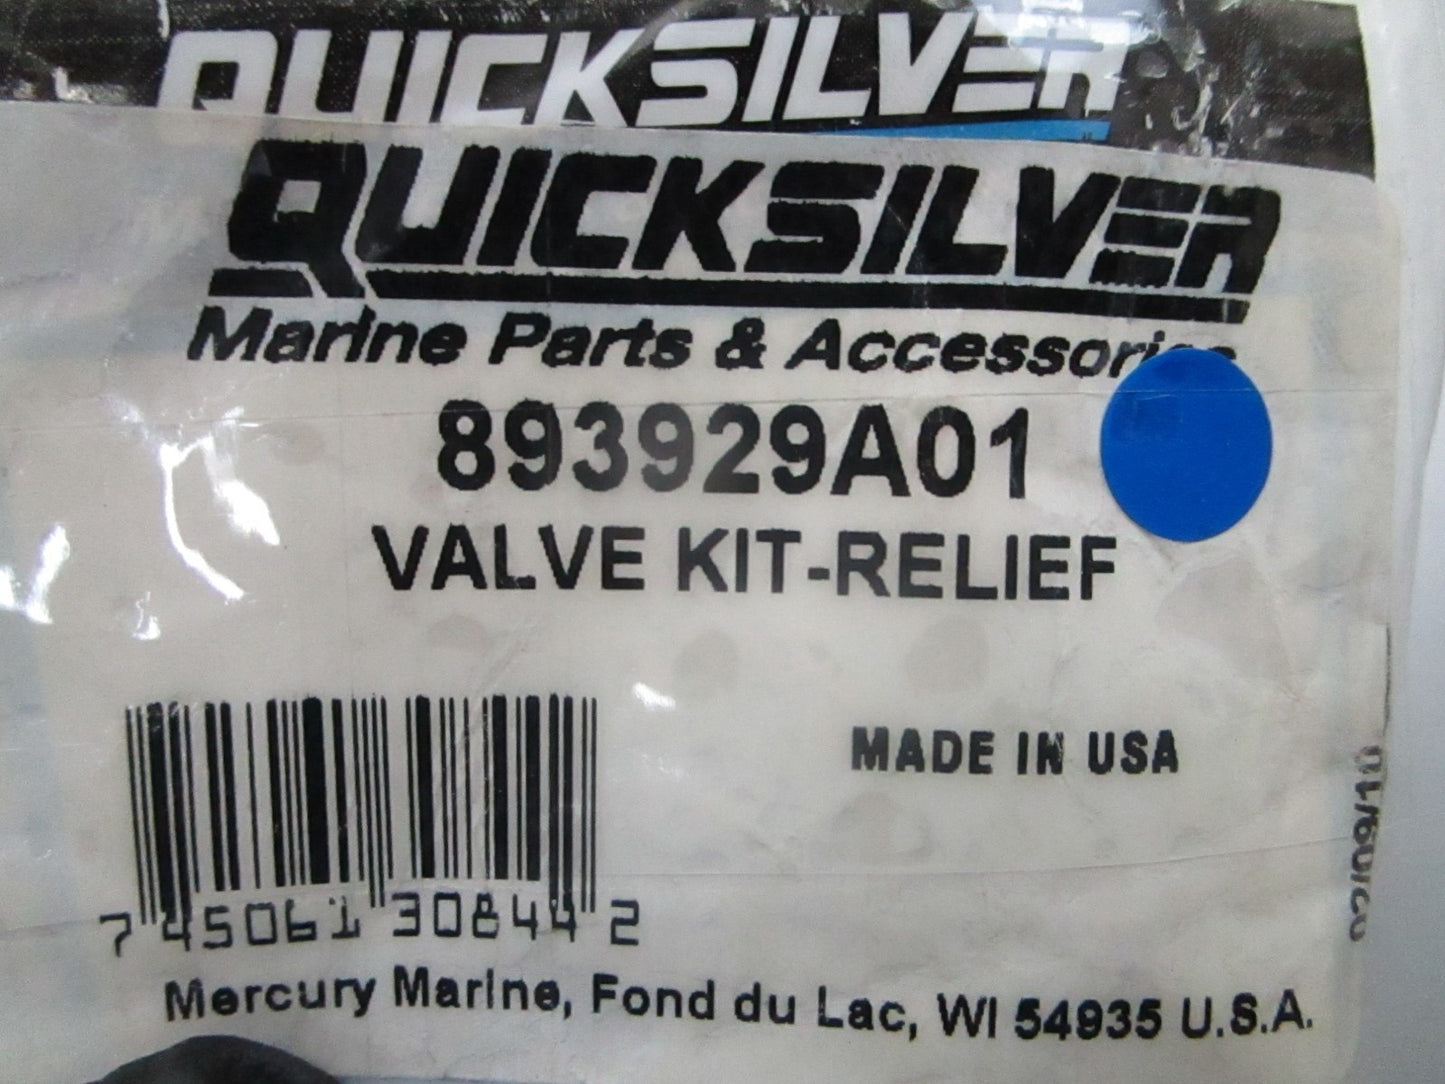 QUICKSILVER
QUICKSILVER
Marine Parts & Accessories
893929A01
VALVE KIT-RELIEF
MADE IN USA
7 45061 30844 2
Mercury Marine, Fond du Lac, WI 54935 U.S.A.